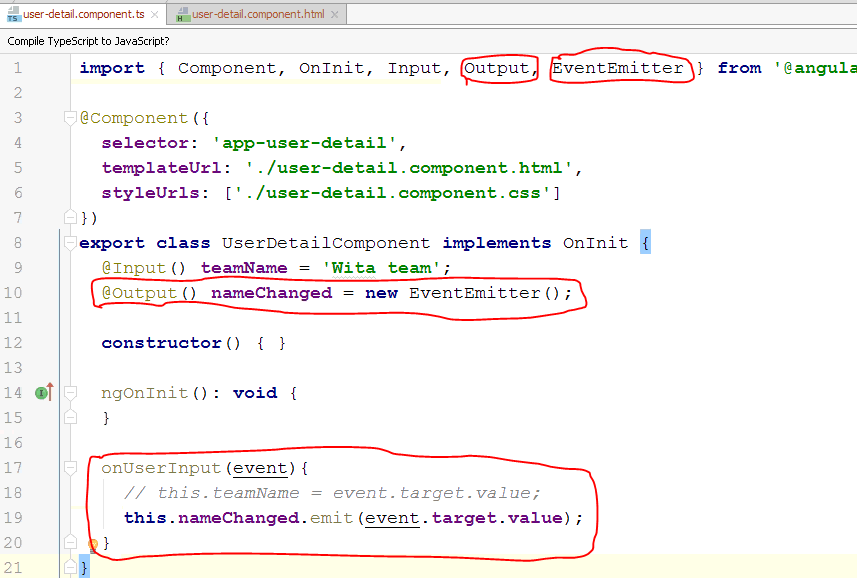 user-detail.component.ts user-detail.component.html
Compile TypeScript to JavaScript?
1 import { Component, OnInit, Input, Output, EventEmitter } from '@angula
2
3 @Component({
4 selector: 'app-user-detail',
5 templateUrl: './user-detail.component.html',
6 styleUrls: ['./user-detail.component.css']
7 })
8 export class UserDetailComponent implements OnInit {
9 @Input() teamName = 'Wita team';
10 @Output() nameChanged = new EventEmitter();
11
12 constructor() { }
13
14 ngOnInit(): void {
15 }
16
17 onUserInput(event){
18 // this.teamName = event.target.value;
19 this.nameChanged.emit(event.target.value);
20 }
21 }